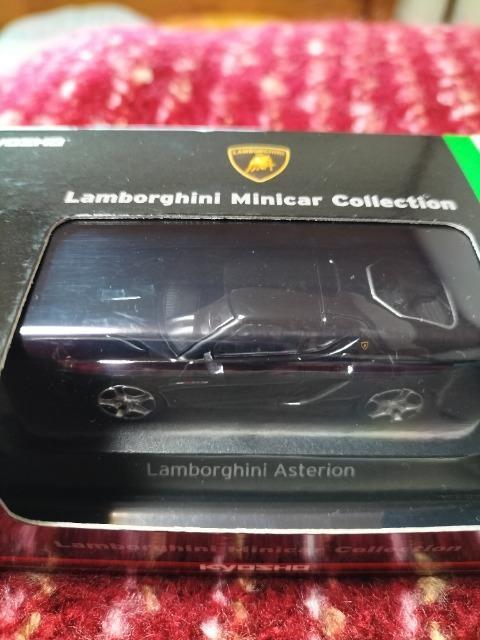 KYOSHO
LAMBORGHINI
Lamborghini Minicar Collection
Lamborghini Asterion
Lamborghini Minicar Collection
KYOSHO